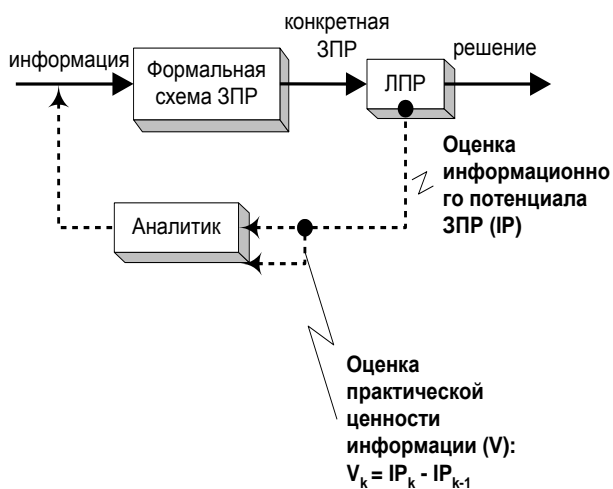 конкретная
ЗПР
информация
решение
Формальная
схема ЗПР
ЛПР
Оценка
информационно
го потенциала
ЗПР (IP)
Аналитик
Оценка
практической
ценности
информации (V):
Vk = IPk - IPk-1